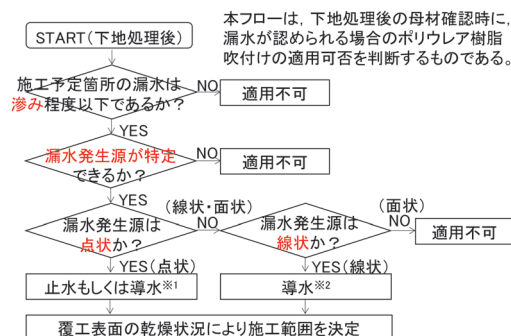 START(下地処理後)
本フローは，下地処理後の母材確認時に，
漏水が認められる場合のポリウレア樹脂
吹付けの適用可否を判断するものである。
施工予定箇所の漏水は
滲み程度以下であるか？
NO
適用不可
YES
漏水発生源が特定
できるか？
NO
適用不可
YES
漏水発生源は
点状か？
(線状・面状)
NO
漏水発生源は
線状か？
(面状)
NO
適用不可
YES(点状)
YES(線状)
止水もしくは導水※1
導水※2
覆工表面の乾燥状況により施工範囲を決定